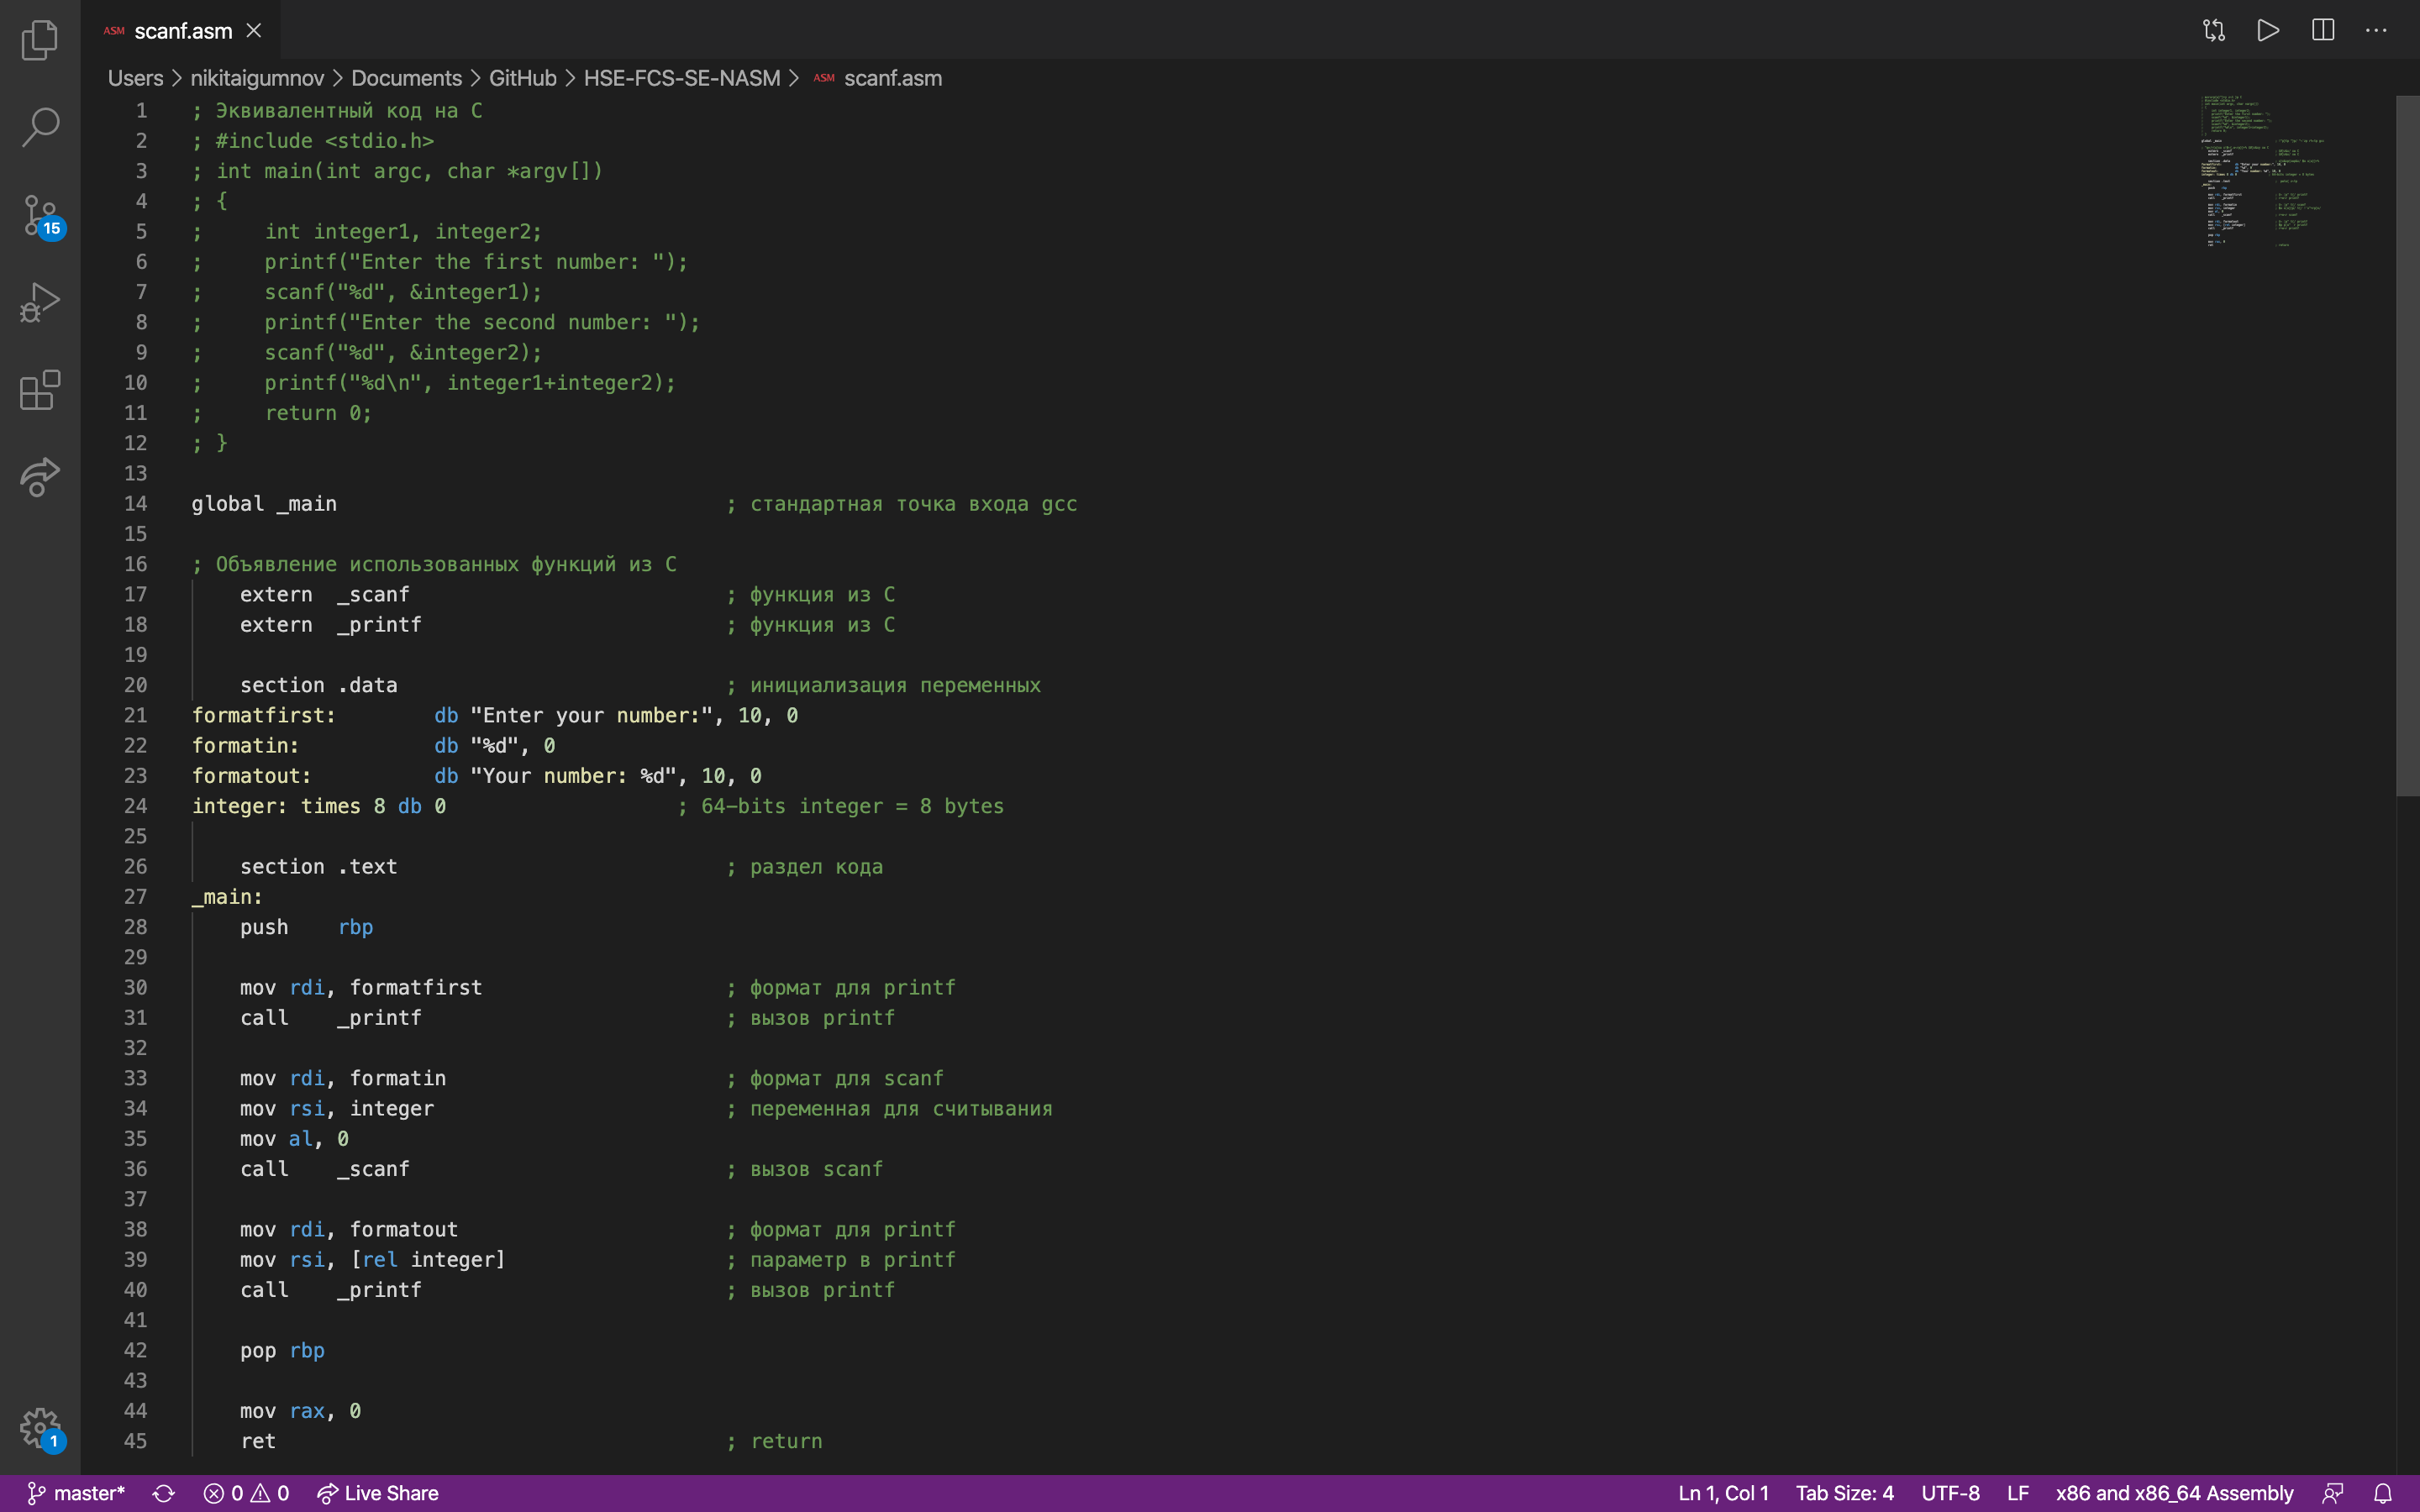 ASM scanf.asm
Users > nikitaigumnov > Documents > GitHub > HSE-FCS-SE-NASM > ASM scanf.asm
15
1 ; Эквивалентный код на C
2 ; #include <stdio.h>
3 ; int main(int argc, char *argv[])
4 ; {
5 ;     int integer1, integer2;
6 ;     printf("Enter the first number: ");
7 ;     scanf("%d", &integer1);
8 ;     printf("Enter the second number: ");
9 ;     scanf("%d", &integer2);
10 ;     printf("%d\n", integer1+integer2);
11 ;     return 0;
12 ; }
13
14 global _main ; стандартная точка входа gcc
15
16 ; Объявление использованных функций из C
17     extern  _scanf ; функция из C
18     extern  _printf ; функция из C
19
20     section .data ; инициализация переменных
21 formatfirst:        db "Enter your number:", 10, 0
22 formatin:           db "%d", 0
23 formatout:          db "Your number: %d", 10, 0
24 integer: times 8 db 0 ; 64-bits integer = 8 bytes
25
26     section .text ; раздел кода
27 _main:
28     push    rbp
29
30     mov rdi, formatfirst ; формат для printf
31     call    _printf ; вызов printf
32
33     mov rdi, formatin ; формат для scanf
34     mov rsi, integer ; переменная для считывания
35     mov al, 0
36     call    _scanf ; вызов scanf
37
38     mov rdi, formatout ; формат для printf
39     mov rsi, [rel integer] ; параметр в printf
40     call    _printf ; вызов printf
41
42     pop rbp
43
44     mov rax, 0
45     ret ; return
1
master* 0 0 Live Share Ln 1, Col 1 Tab Size: 4 UTF-8 LF x86 and x86_64 Assembly